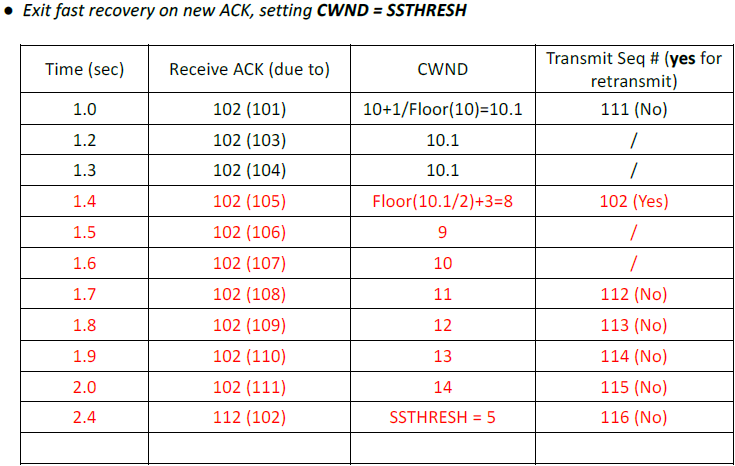 ● Exit fast recovery on new ACK, setting CWND = SSTHRESH
Time (sec) Receive ACK (due to) CWND Transmit Seq # (yes for retransmit)
1.0 102 (101) 10+1/Floor(10)=10.1 111 (No)
1.2 102 (103) 10.1 /
1.3 102 (104) 10.1 /
1.4 102 (105) Floor(10.1/2)+3=8 102 (Yes)
1.5 102 (106) 9 /
1.6 102 (107) 10 /
1.7 102 (108) 11 112 (No)
1.8 102 (109) 12 113 (No)
1.9 102 (110) 13 114 (No)
2.0 102 (111) 14 115 (No)
2.4 112 (102) SSTHRESH = 5 116 (No)